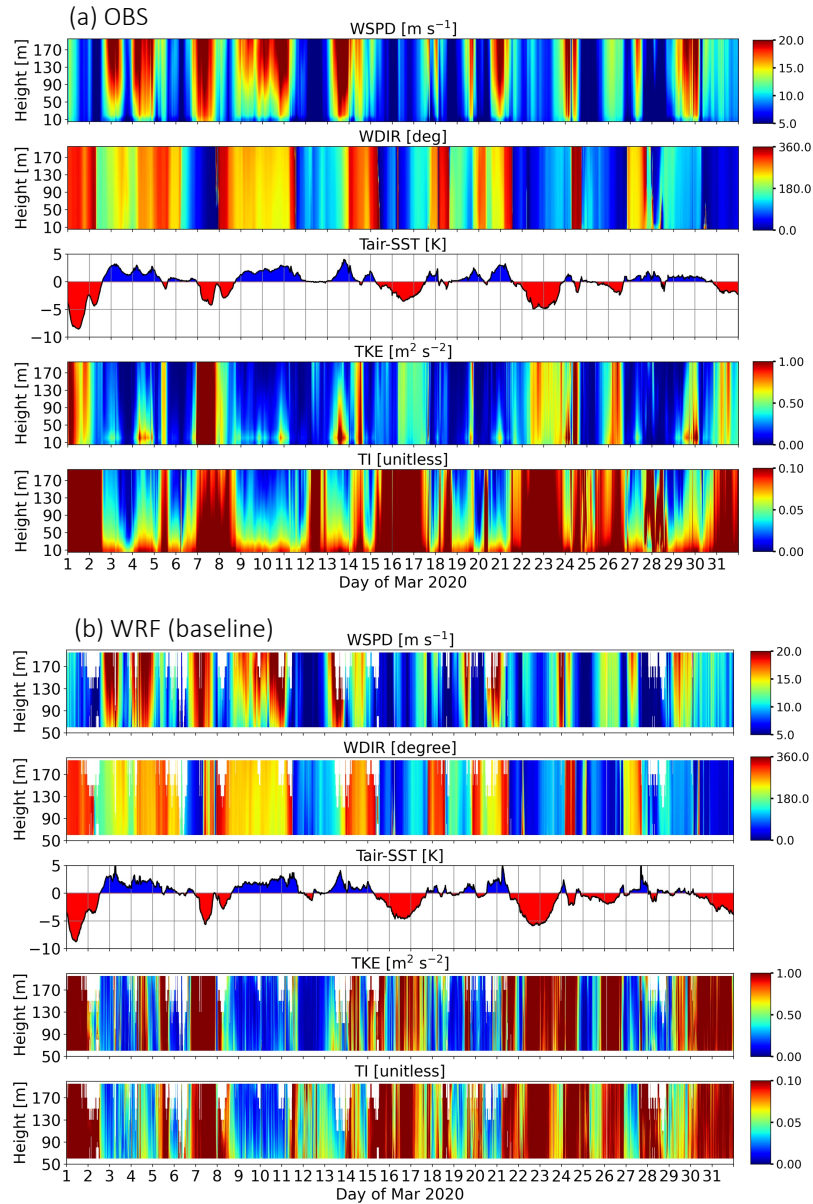 (a) OBS
WSPD [m s⁻¹]
Height [m]
170
130
90
50
10
20.0
15.0
10.0
5.0
WDIR [deg]
Height [m]
170
130
90
50
10
360.0
180.0
0.0
Tair-SST [K]
5
0
−5
−10
TKE [m² s⁻²]
Height [m]
170
130
90
50
10
1.00
0.50
0.00
TI [unitless]
Height [m]
170
130
90
50
10
0.10
0.05
0.00
1 2 3 4 5 6 7 8 9 10 11 12 13 14 15 16 17 18 19 20 21 22 23 24 25 26 27 28 29 30 31
Day of Mar 2020
(b) WRF (baseline)
WSPD [m s⁻¹]
Height [m]
170
130
90
50
20.0
15.0
10.0
5.0
WDIR [degree]
Height [m]
170
130
90
50
360.0
180.0
0.0
Tair-SST [K]
5
0
−5
−10
TKE [m² s⁻²]
Height [m]
170
130
90
50
1.00
0.50
0.00
TI [unitless]
Height [m]
170
130
90
50
0.10
0.05
0.00
1 2 3 4 5 6 7 8 9 10 11 12 13 14 15 16 17 18 19 20 21 22 23 24 25 26 27 28 29 30 31
Day of Mar 2020